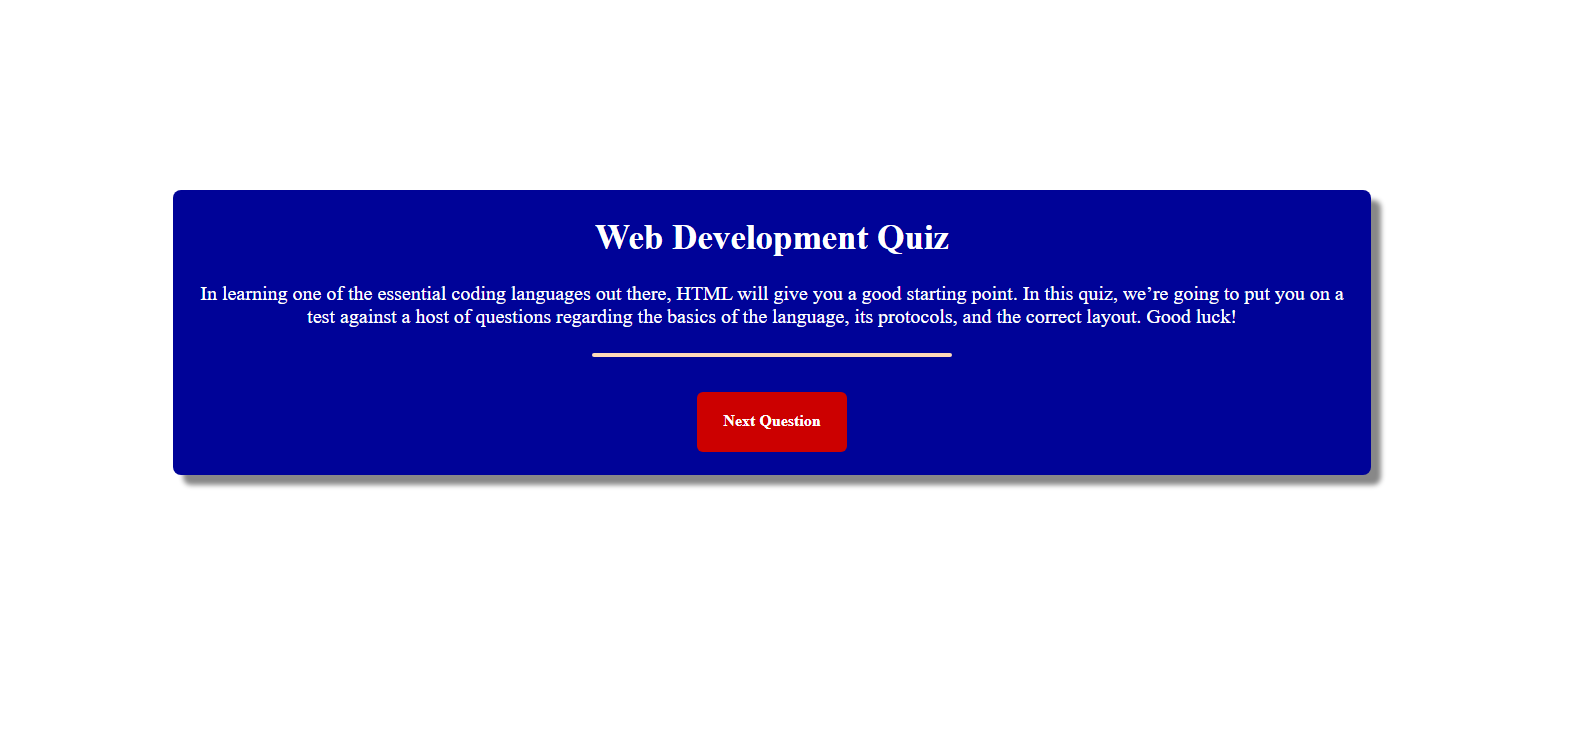 Web Development Quiz
In learning one of the essential coding languages out there, HTML will give you a good starting point. In this quiz, we’re going to put you on a
test against a host of questions regarding the basics of the language, its protocols, and the correct layout. Good luck!
Next Question